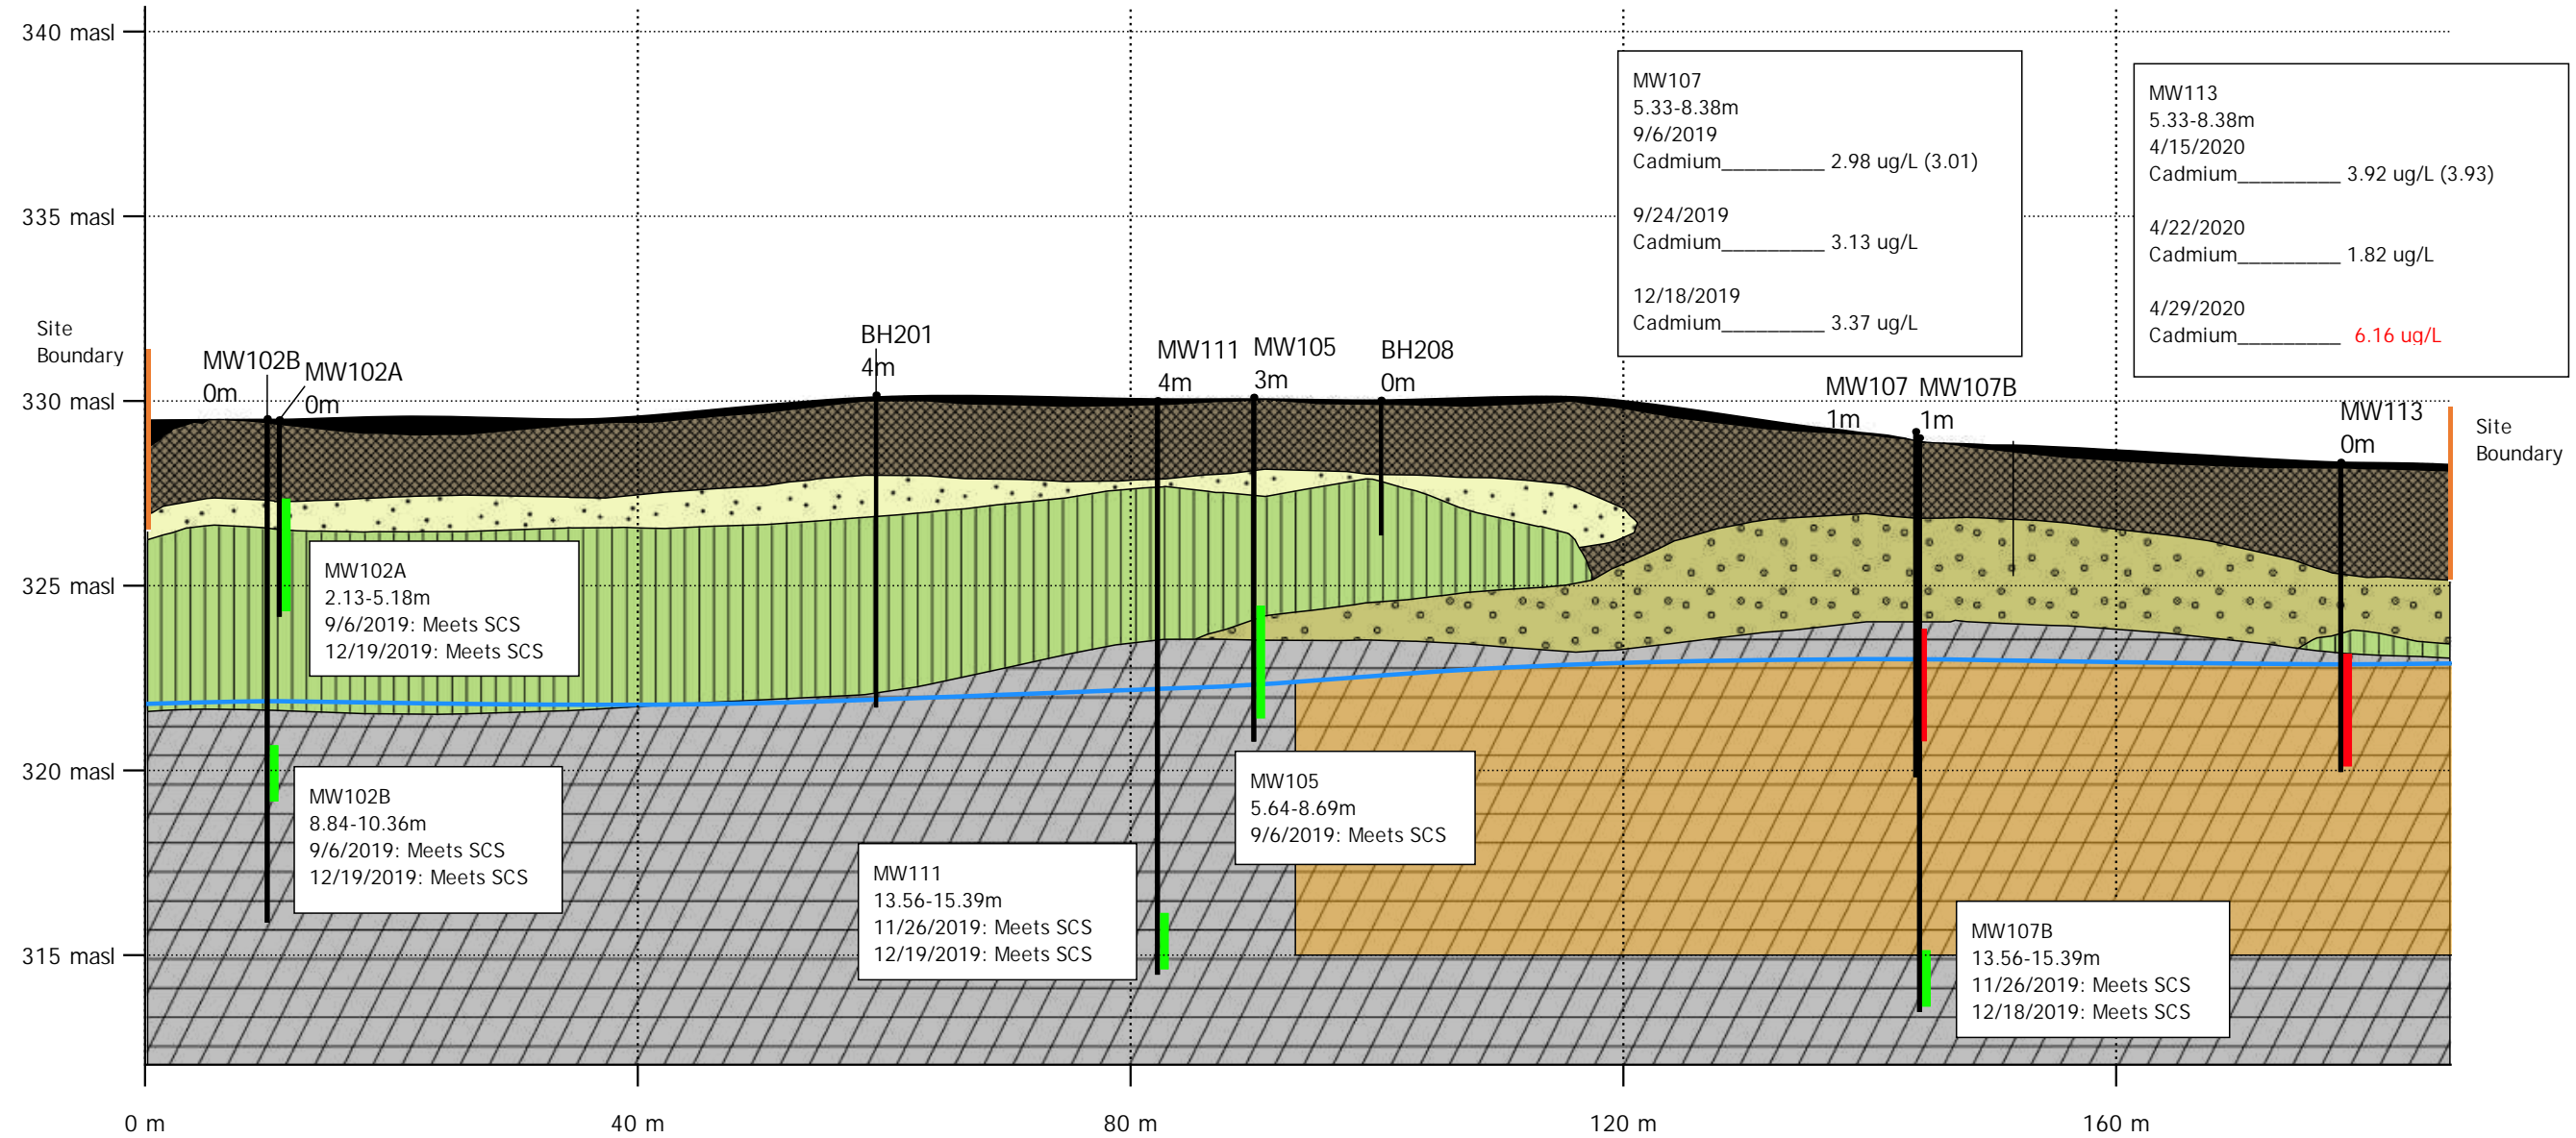 340 masl
335 masl
330 masl
325 masl
320 masl
315 masl
Site
Boundary
MW102B
0m
MW102A
0m
BH201
4m
MW111
4m
MW105
3m
BH208
0m
MW107
1m
MW107B
1m
MW113
0m
Site
Boundary
MW107
5.33-8.38m
9/6/2019
Cadmium_________ 2.98 ug/L (3.01)
9/24/2019
Cadmium_________ 3.13 ug/L
12/18/2019
Cadmium_________ 3.37 ug/L
MW113
5.33-8.38m
4/15/2020
Cadmium_________ 3.92 ug/L (3.93)
4/22/2020
Cadmium_________ 1.82 ug/L
4/29/2020
Cadmium_________ 6.16 ug/L
MW102A
2.13-5.18m
9/6/2019: Meets SCS
12/19/2019: Meets SCS
MW102B
8.84-10.36m
9/6/2019: Meets SCS
12/19/2019: Meets SCS
MW111
13.56-15.39m
11/26/2019: Meets SCS
12/19/2019: Meets SCS
MW105
5.64-8.69m
9/6/2019: Meets SCS
MW107B
13.56-15.39m
11/26/2019: Meets SCS
12/18/2019: Meets SCS
0 m
40 m
80 m
120 m
160 m